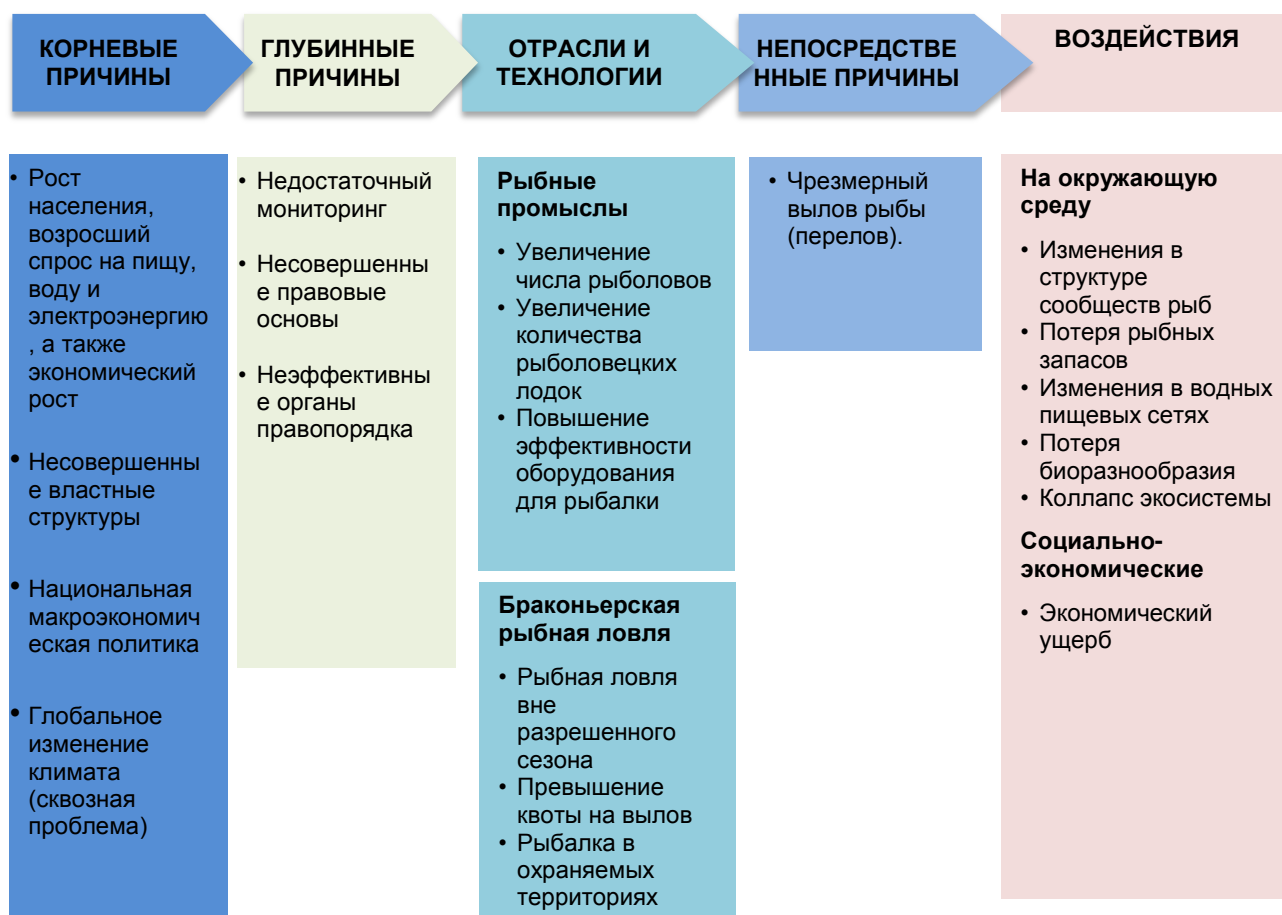 КОРНЕВЫЕ
ПРИЧИНЫ
ГЛУБИННЫЕ
ПРИЧИНЫ
ОТРАСЛИ И
ТЕХНОЛОГИИ
НЕПОСРЕДСТВЕ
ННЫЕ ПРИЧИНЫ
ВОЗДЕЙСТВИЯ
• Рост
населения,
возросший
спрос на пищу,
воду и
электроэнергию
, а также
экономический
рост
• Несовершенны
е властные
структуры
• Национальная
макроэкономич
еская политика
• Глобальное
изменение
климата
(сквозная
проблема)
• Недостаточный
мониторинг
• Несовершенны
е правовые
основы
• Неэффективны
е органы
правопорядка
Рыбные
промыслы
• Увеличение
числа рыболовов
• Увеличение
количества
рыболовецких
лодок
• Повышение
эффективности
оборудования
для рыбалки
Браконьерская
рыбная ловля
• Рыбная ловля
вне
разрешенного
сезона
• Превышение
квоты на вылов
• Рыбалка в
охраняемых
территориях
• Чрезмерный
вылов рыбы
(перелов).
На окружающую
среду
• Изменения в
структуре
сообществ рыб
• Потеря рыбных
запасов
• Изменения в водных
пищевых сетях
• Потеря
биоразнообразия
• Коллапс экосистемы
Социально-
экономические
• Экономический
ущерб